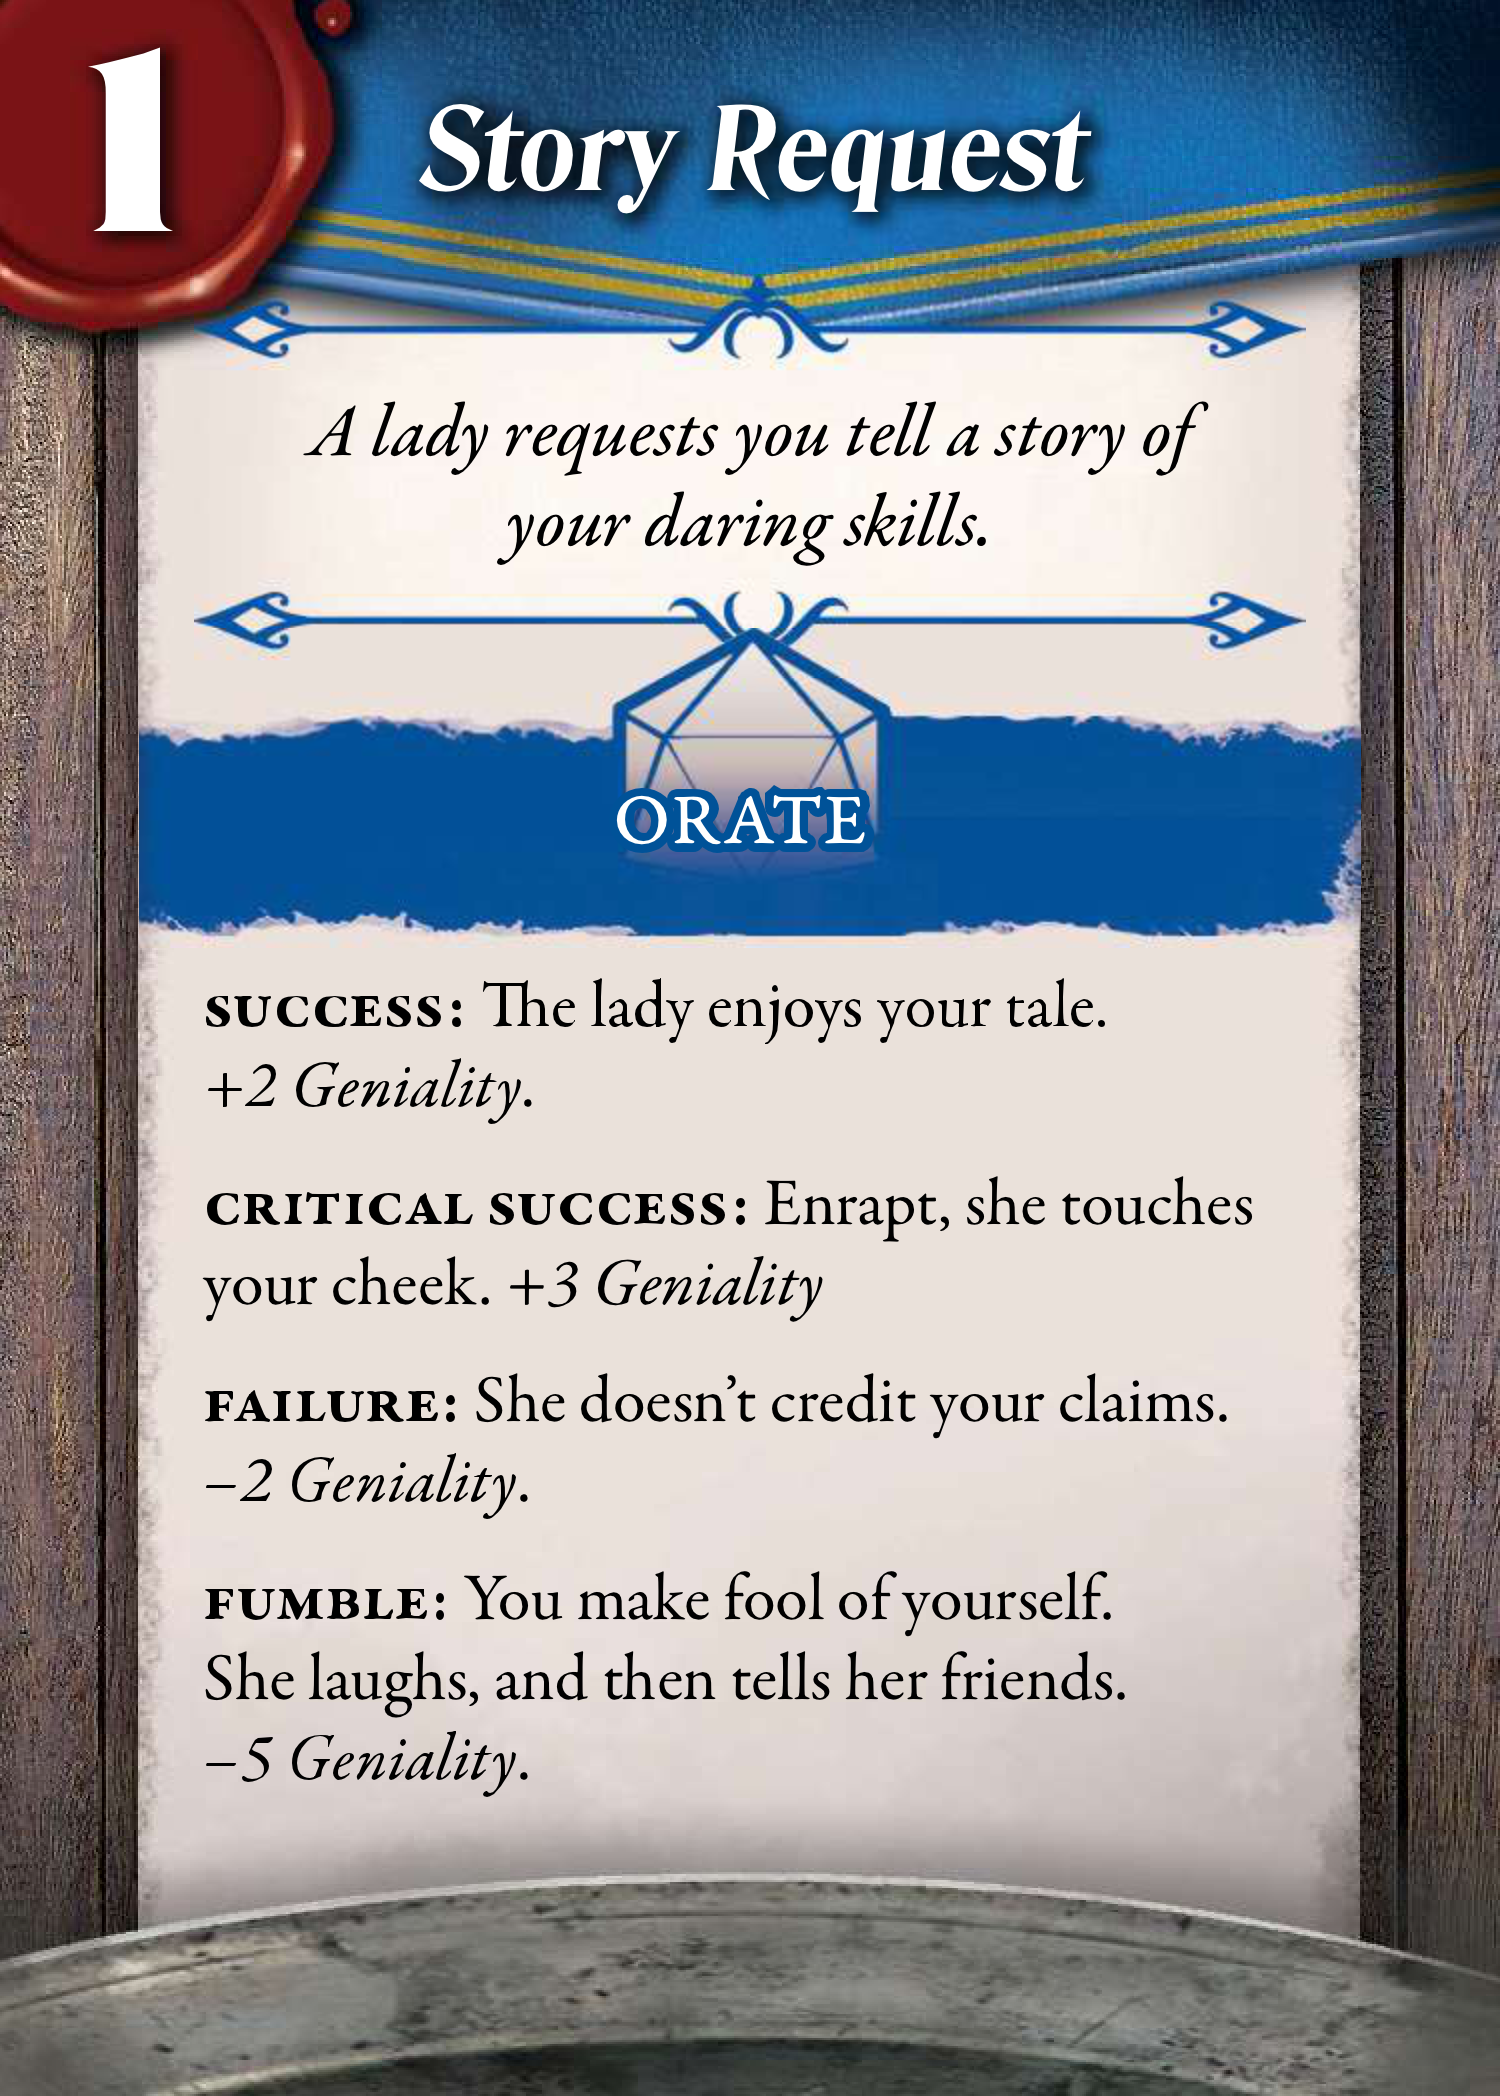 1
Story Request
A lady requests you tell a story of
your daring skills.
ORATE
SUCCESS: The lady enjoys your tale.
+2 Geniality.
CRITICAL SUCCESS: Enrapt, she touches
your cheek. +3 Geniality
FAILURE: She doesn’t credit your claims.
–2 Geniality.
FUMBLE: You make fool of yourself.
She laughs, and then tells her friends.
–5 Geniality.